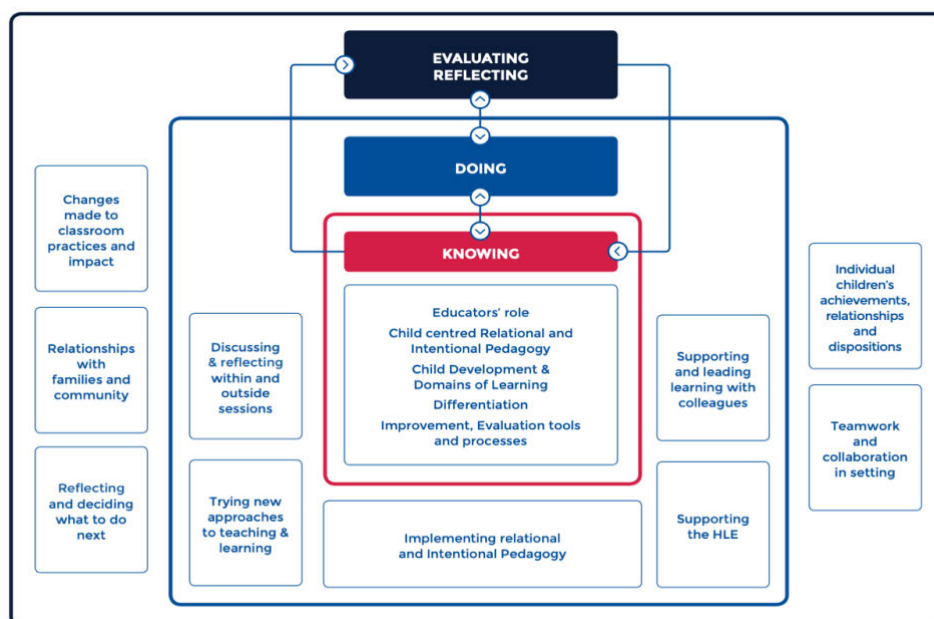 EVALUATING
REFLECTING
DOING
KNOWING
Educators’ role
Child centred Relational and
Intentional Pedagogy
Child Development &
Domains of Learning
Differentiation
Improvement, Evaluation tools
and processes
Changes
made to
classroom
practices and
impact
Relationships
with
families and
community
Reflecting
and deciding
what to do
next
Discussing
& reflecting
within and
outside
sessions
Trying new
approaches
to teaching &
learning
Implementing relational
and Intentional Pedagogy
Supporting
and leading
learning with
colleagues
Supporting
the HLE
Individual
children’s
achievements,
relationships
and
dispositions
Teamwork
and
collaboration
in setting